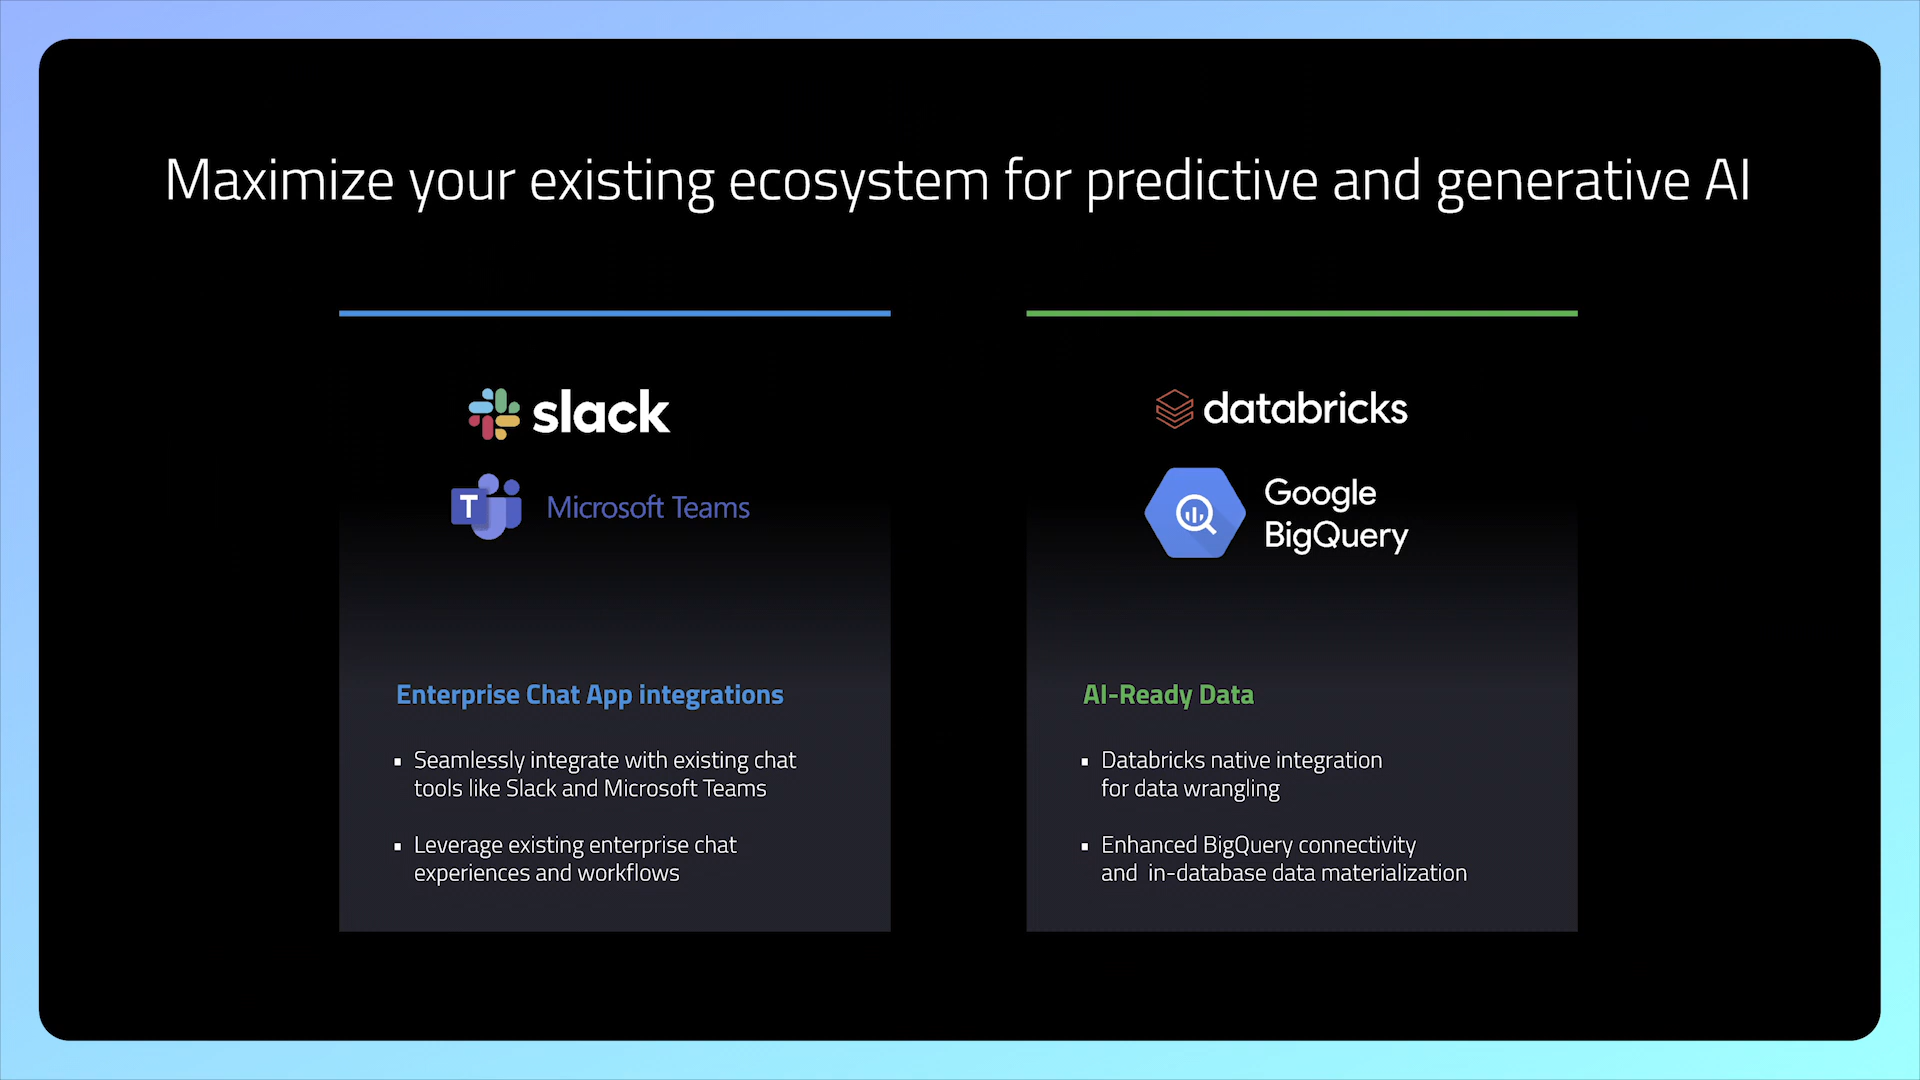 Maximize your existing ecosystem for predictive and generative AI
slack
T Microsoft Teams
Enterprise Chat App integrations
▪ Seamlessly integrate with existing chat
tools like Slack and Microsoft Teams
▪ Leverage existing enterprise chat
experiences and workflows
databricks
Google
BigQuery
AI-Ready Data
▪ Databricks native integration
for data wrangling
▪ Enhanced BigQuery connectivity
and in-database data materialization